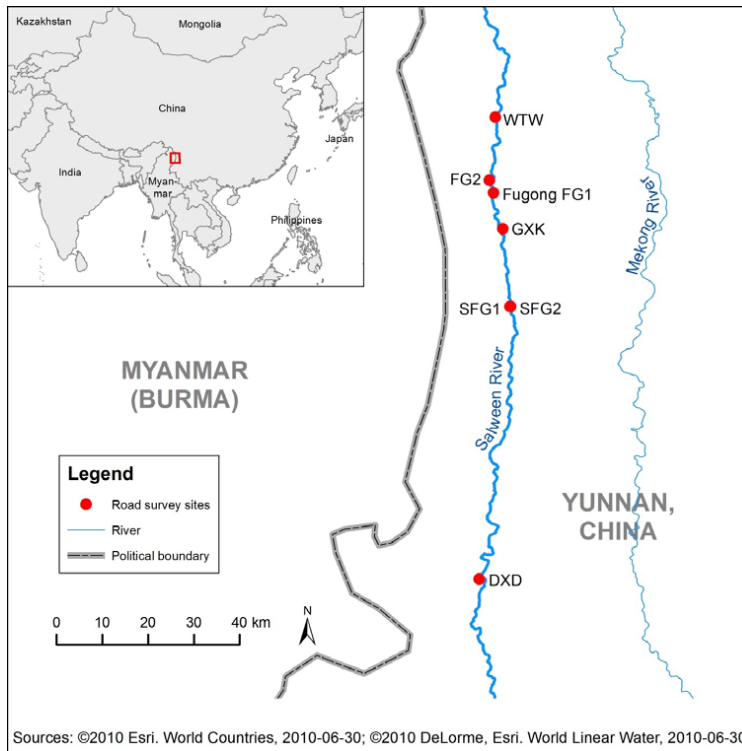 Kazakhstan
Mongolia
China
Japan
India
Myan-
mar
Philippines
WTW
FG2
Fugong FG1
GXK
SFG1
SFG2
Mekong River
Salween River
MYANMAR
(BURMA)
YUNNAN,
CHINA
DXD
Legend
Road survey sites
River
Political boundary
N
0 10 20 30 40 km
Sources: ©2010 Esri. World Countries, 2010-06-30; ©2010 DeLorme, Esri. World Linear Water, 2010-06-30